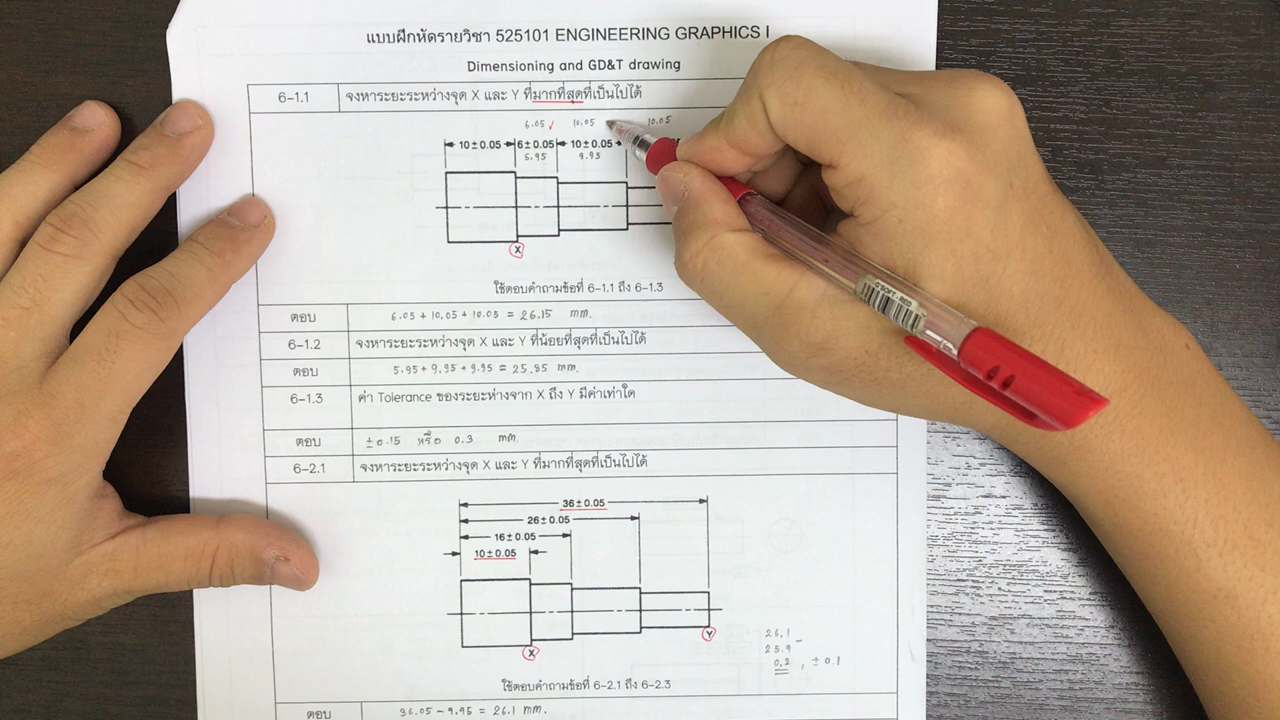 แบบฝึกหัดรายวิชา 525101 ENGINEERING GRAPHICS I
Dimensioning and GD&T drawing
6-1.1 จงหาระยะระหว่างจุด X และ Y ที่มากที่สุดที่เป็นไปได้
6.05 10.05 10.05
10±0.05 6±0.05 10±0.05
5.95 9.95
X
ใช้ตอบคำถามข้อที่ 6-1.1 ถึง 6-1.3
ตอบ 6.05 + 10.05 + 10.05 = 26.15 mm.
6-1.2 จงหาระยะระหว่างจุด X และ Y ที่น้อยที่สุดที่เป็นไปได้
ตอบ 5.95 + 9.95 + 9.95 = 25.85 mm.
6-1.3 ค่า Tolerance ของระยะห่างจาก X ถึง Y มีค่าเท่าใด
ตอบ ±0.15 หรือ 0.3 mm.
6-2.1 จงหาระยะระหว่างจุด X และ Y ที่มากที่สุดที่เป็นไปได้
36±0.05
26±0.05
16±0.05
10±0.05
Y
X
26.1
25.9 -
0.2 , ±0.1
ใช้ตอบคำถามข้อที่ 6-2.1 ถึง 6-2.3
ตอบ 36.05 - 9.95 = 26.1 mm.
G'SOFT - RED